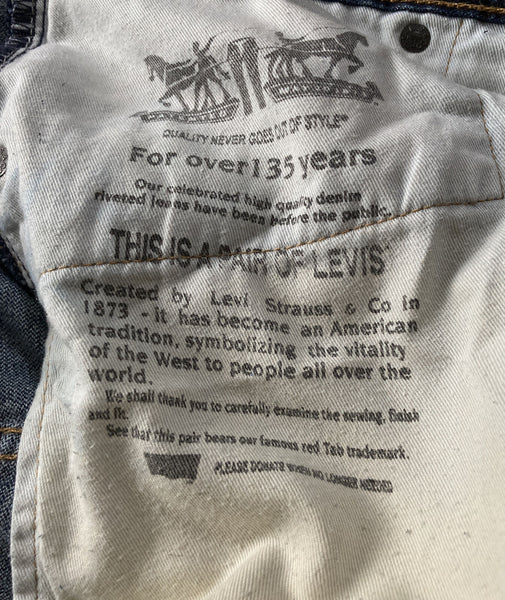 QUALITY NEVER GOES OUT OF STYLE™
For over 135 years
Our celebrated high quality denim
riveted jeans have been before the public.
THIS IS A PAIR OF LEVIS
Created by Levi Strauss & Co in
1873 - it has become an American
tradition, symbolizing the vitality
of the West to people all over the
world.
We shall thank you to carefully examine the sewing, finish
and fit.
See that this pair bears our famous red Tab trademark.
PLEASE DONATE WHEN NO LONGER NEEDED